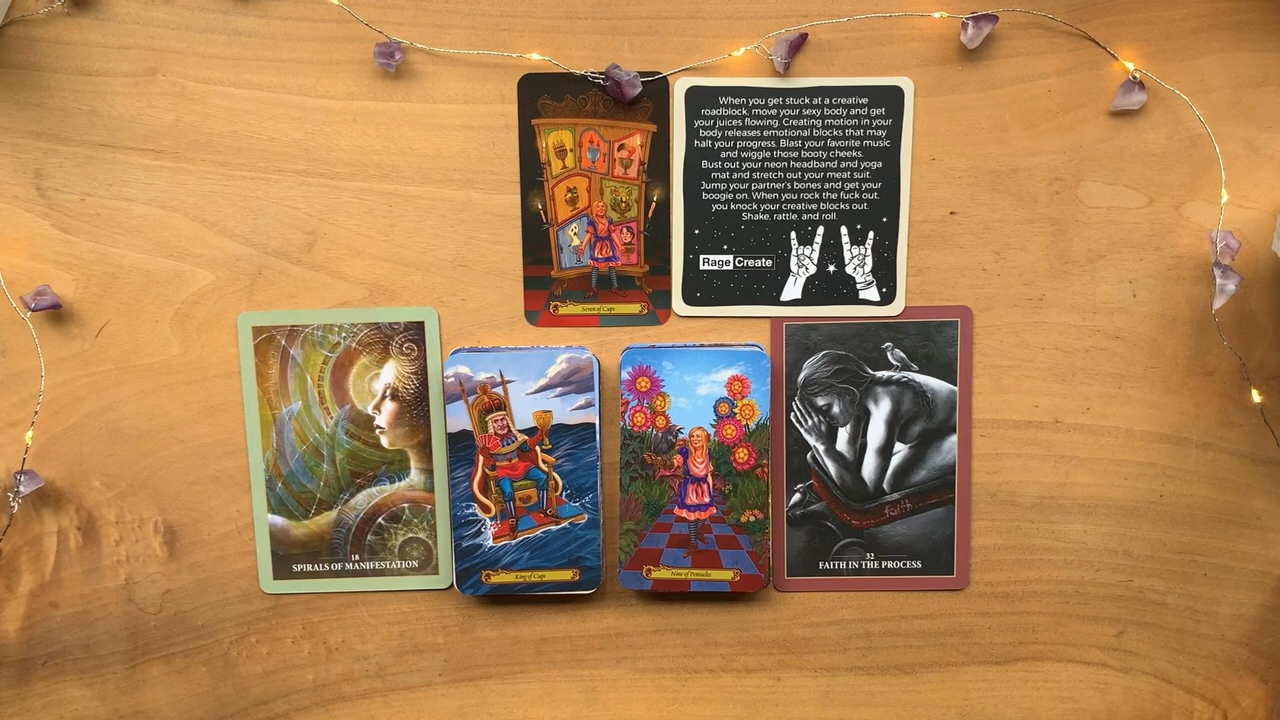 When you get stuck at a creative
roadblock, move your sexy body and get
your juices flowing. Creating motion in your
body releases emotional blocks that may
halt your progress. Blast your favorite music
and wiggle those booty cheeks.
Bust out your neon headband and yoga
mat and stretch out your meat suit.
Jump your partner's bones and get your
boogie on. When you rock the fuck out,
you knock your creative blocks out.
Shake, rattle, and roll.
Rage Create
Seven of Cups
18
SPIRALS OF MANIFESTATION
King of Cups
Nine of Pentacles
faith
32
FAITH IN THE PROCESS